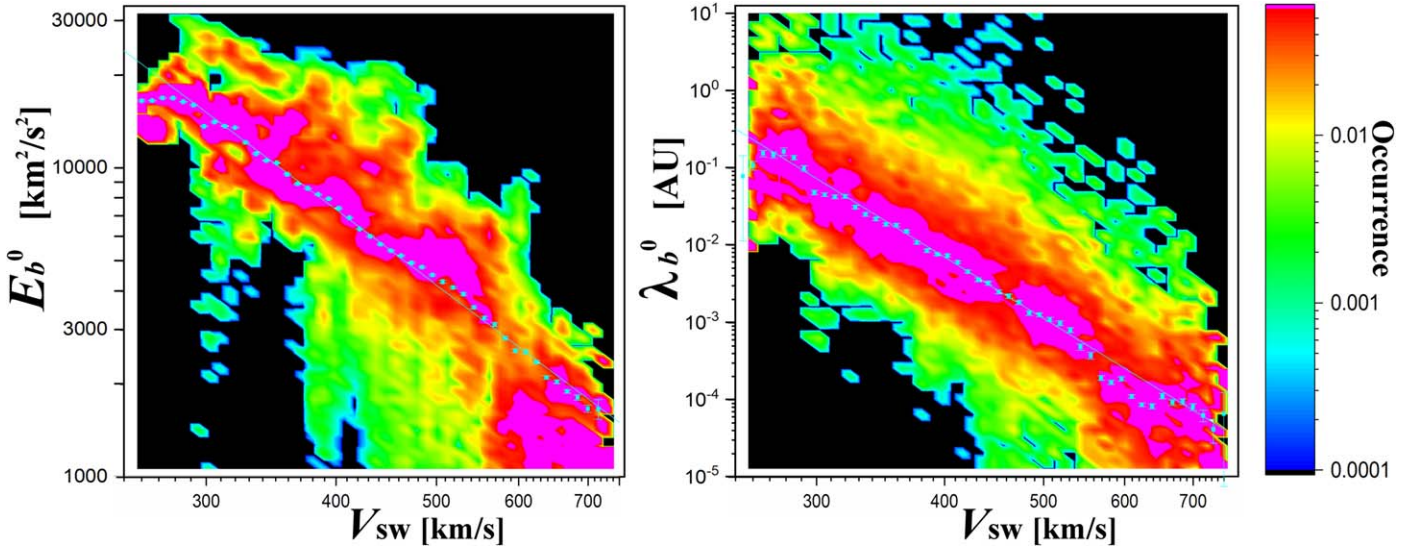 30000
10000
3000
1000
E_b^0 [km²/s²]
300 400 500 600 700
V_sw [km/s]
10¹
10⁰
10⁻¹
10⁻²
10⁻³
10⁻⁴
10⁻⁵
λ_b^0 [AU]
300 400 500 600 700
V_sw [km/s]
0.01
0.001
0.0001
Occurrence